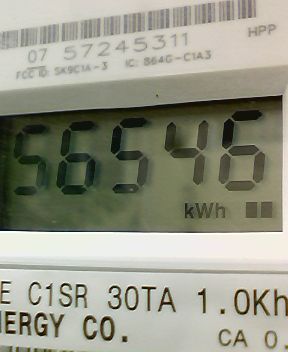 HPP
07 57245311
FCC ID: SK9C1A-3 IC: 864G-C1A3
56546
kWh
E C1SR 30TA 1.0Kh
NERGY CO.
CA 0.